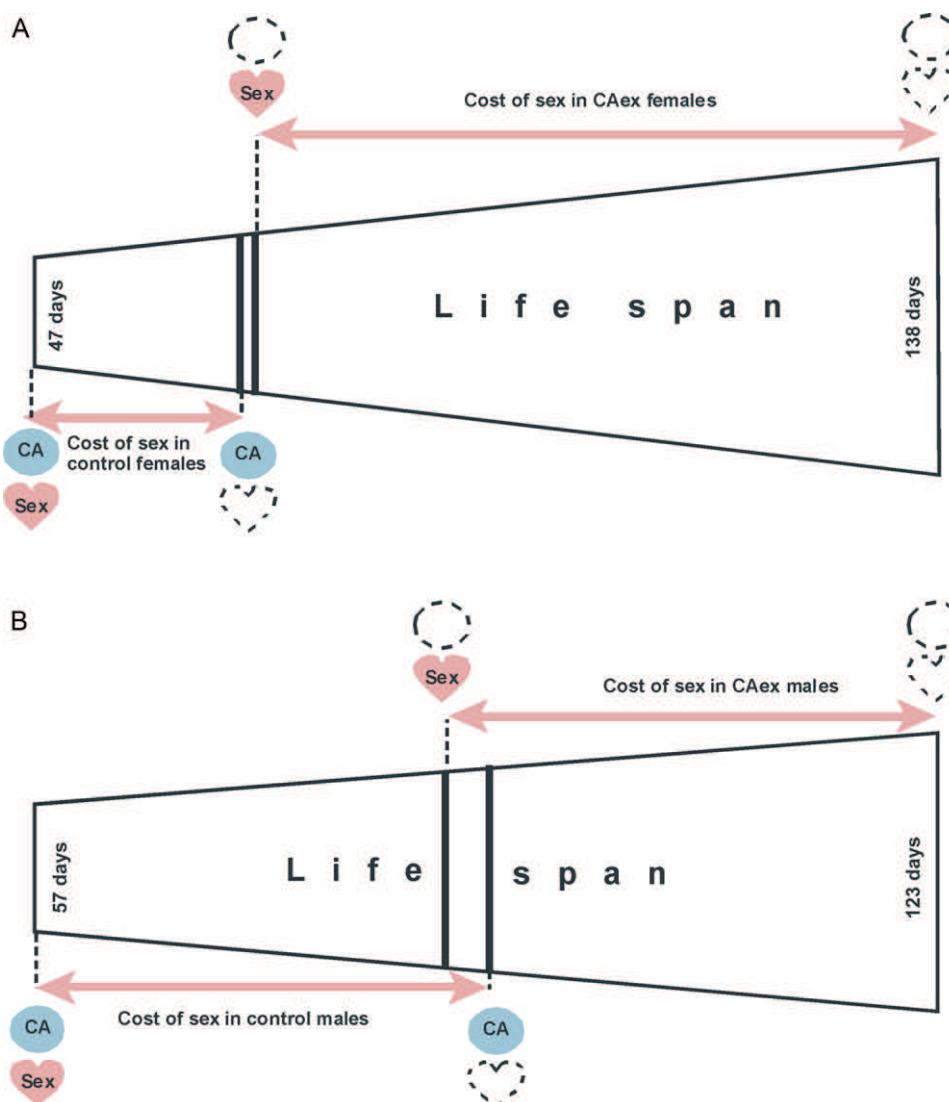 A
Sex
Cost of sex in CAex females
47 days
L i f e s p a n
138 days
CA
Cost of sex in
control females
CA
Sex
B
Sex
Cost of sex in CAex males
57 days
L i f e s p a n
123 days
CA
Cost of sex in control males
CA
Sex